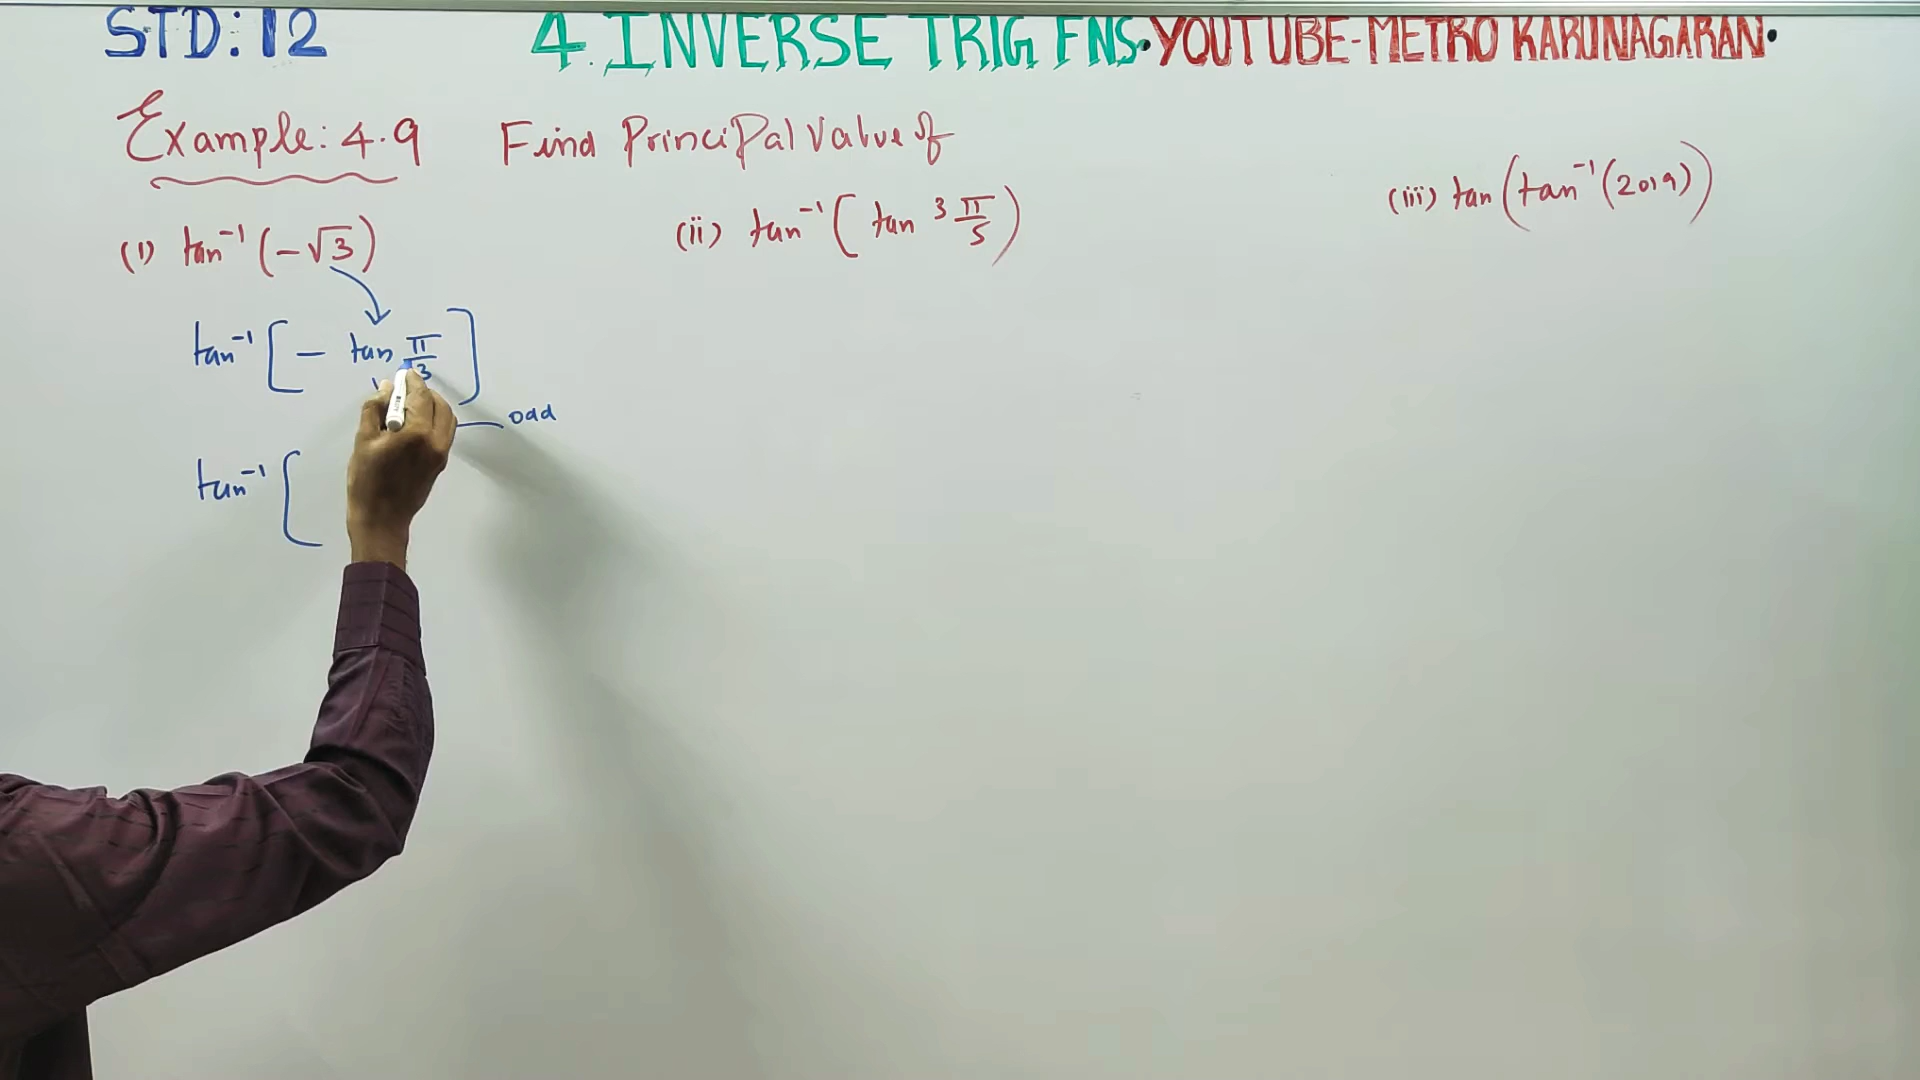 STD: 12 4. INVERSE TRIG FNS • YOUTUBE-METRO KARUNAGARAN •
Example: 4.9 Find Principal Value of
(i) tan⁻¹(-√3)
(ii) tan⁻¹(tan 3π/5)
(iii) tan(tan⁻¹(2019))
tan⁻¹[- tan π/3]
odd
tan⁻¹[